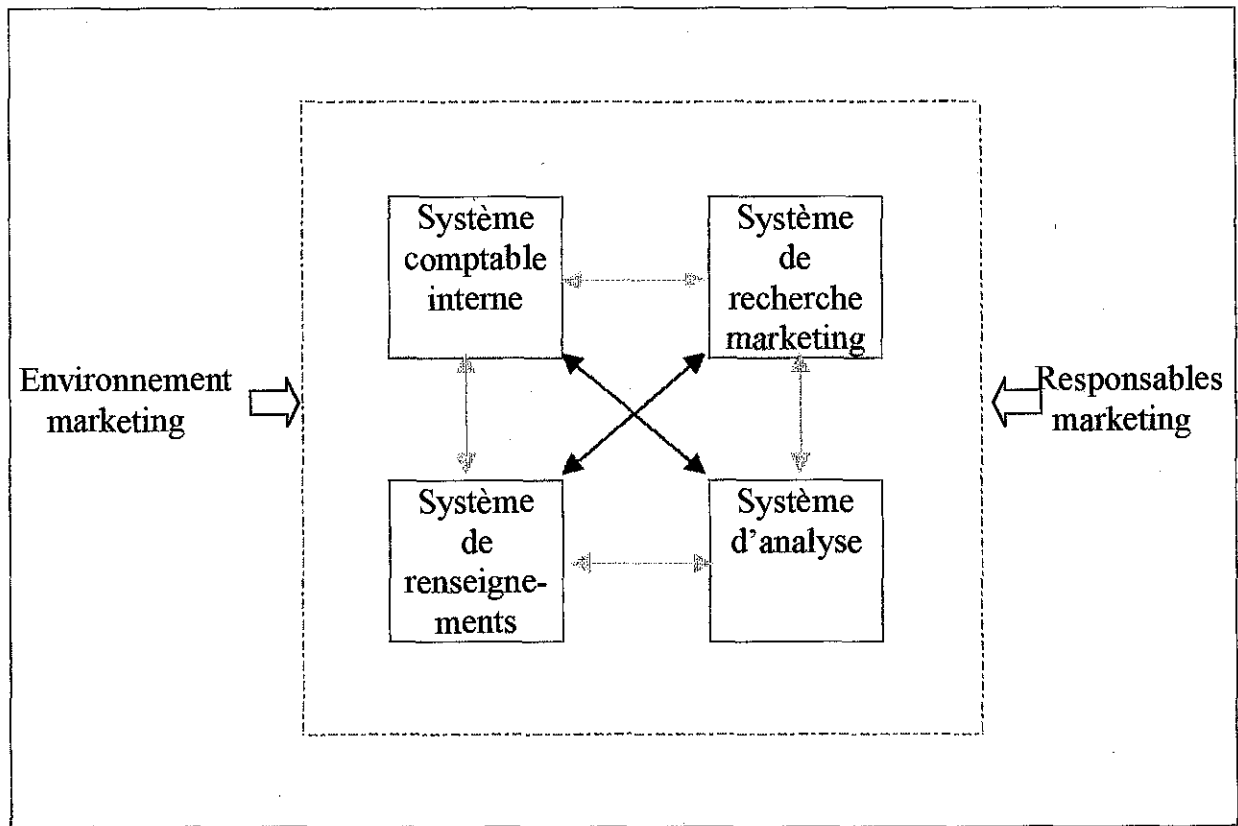 Système
comptable
interne
Système
de
recherche
marketing
Environnement
marketing
Responsables
marketing
Système
de
renseigne-
ments
Système
d'analyse